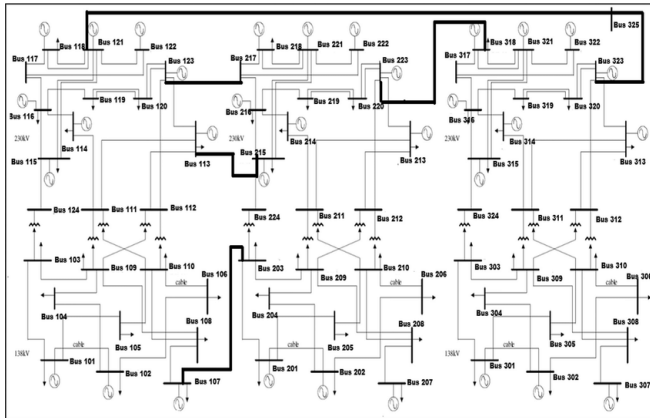 Bus 325
Bus 118 Bus 121 Bus 122 Bus 218 Bus 221 Bus 222 Bus 318 Bus 321 Bus 322
Bus 117 Bus 123 Bus 217 Bus 223 Bus 317 Bus 323
Bus 119 Bus 120 Bus 219 Bus 220 Bus 319 Bus 320
Bus 116 Bus 216 Bus 316
Bus 114 Bus 214 Bus 314
230kV 230kV 230kV
Bus 115 Bus 113 Bus 215 Bus 213 Bus 315 Bus 313
Bus 124 Bus 111 Bus 112 Bus 224 Bus 211 Bus 212 Bus 324 Bus 311 Bus 312
Bus 103 Bus 109 Bus 110 Bus 106 Bus 203 Bus 209 Bus 210 Bus 206 Bus 303 Bus 309 Bus 310 Bus 306
cable cable cable
Bus 104 Bus 108 Bus 204 Bus 208 Bus 304 Bus 308
Bus 105 Bus 205 Bus 305
138kV cable cable 138kV cable
Bus 101 Bus 102 Bus 107 Bus 201 Bus 202 Bus 207 Bus 301 Bus 302 Bus 307